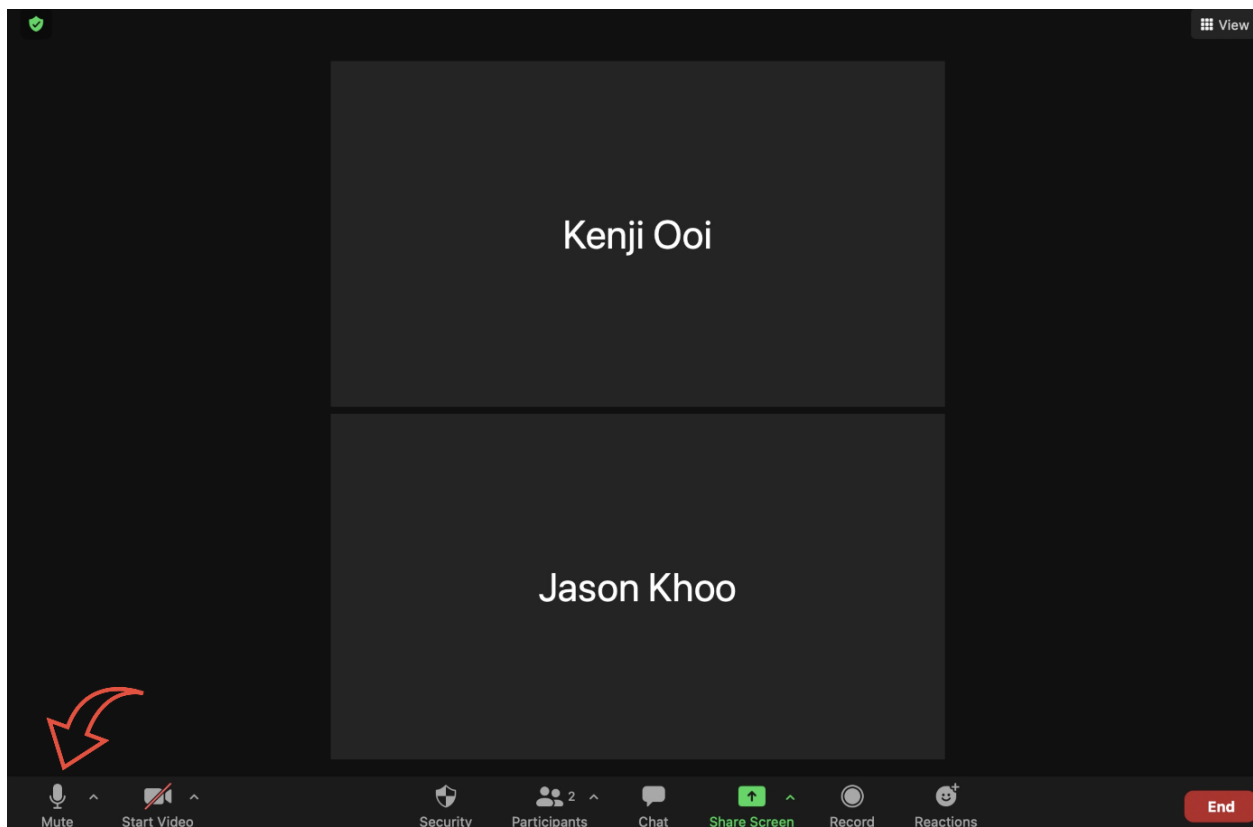 View
Kenji Ooi
Jason Khoo
2
Mute Start Video Security Participants Chat Share Screen Record Reactions End